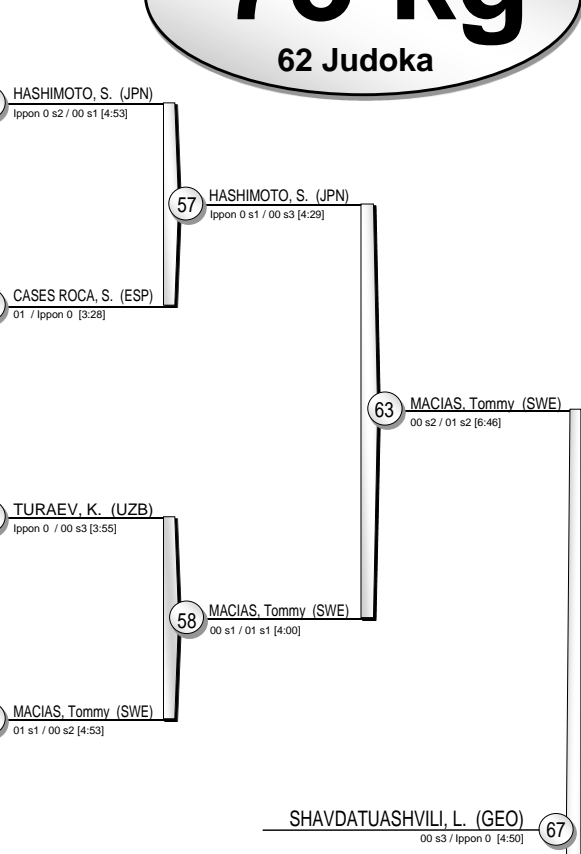 73 kg
62 Judoka
HASHIMOTO, S. (JPN)
Ippon 0 s2 / 00 s1 [4:53]
57
HASHIMOTO, S. (JPN)
Ippon 0 s1 / 00 s3 [4:29]
CASES ROCA, S. (ESP)
01 / Ippon 0 [3:28]
63
MACIAS, Tommy (SWE)
00 s2 / 01 s2 [6:46]
TURAEV, K. (UZB)
Ippon 0 / 00 s3 [3:55]
58
MACIAS, Tommy (SWE)
00 s1 / 01 s1 [4:00]
MACIAS, Tommy (SWE)
01 s1 / 00 s2 [4:53]
SHAVDATUASHVILI, L. (GEO)
00 s3 / Ippon 0 [4:50]
67